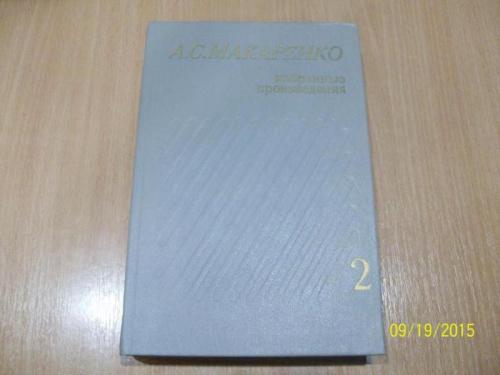 А.С.МАКАРЕНКО
избранные
произведения
2
09/19/2015